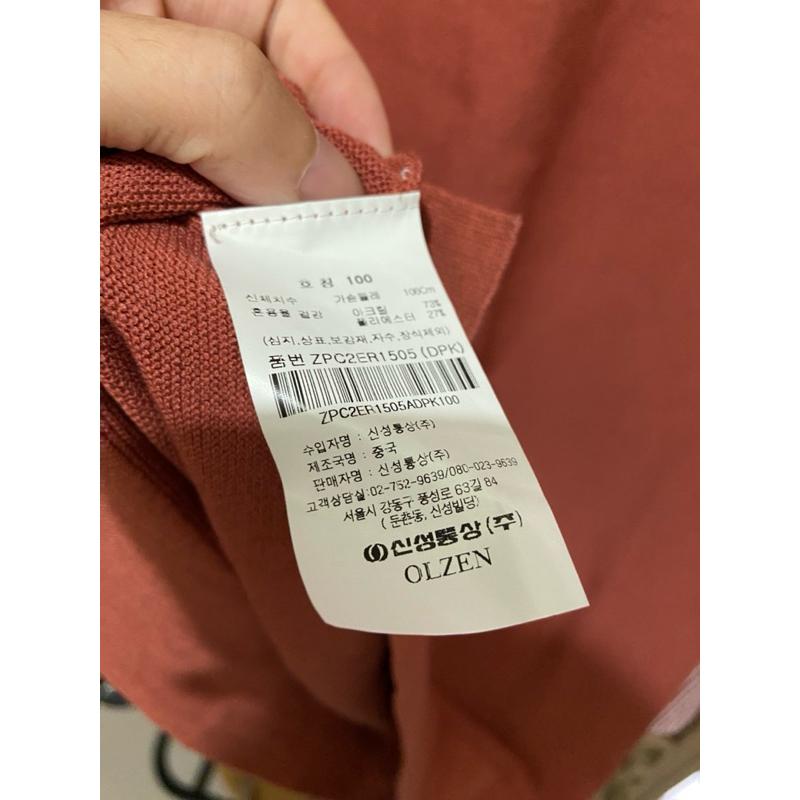 호 칭 100
신체치수 가슴둘레 106Cm
혼용율 겉감 아크릴 73%
폴리에스터 27%
(심지,상표,보강재,자수,장식제외)
품번 ZPC2ER1505 (DPK)
ZPC2ER1505ADPK100
수입자명 : 신성통상(주)
제조국명 : 중국
판매자명 : 신성통상(주)
고객상담실:02-752-9639/080-023-9639
서울시 강동구 풍성로 63길 84
( 둔촌동, 신성빌딩)
신성통상(주)
OLZEN